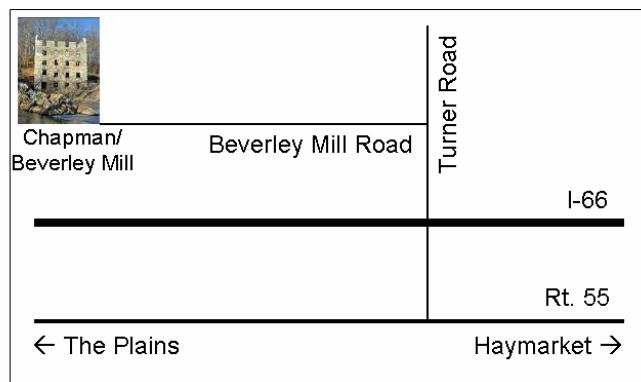 Chapman/
Beverley Mill
Beverley Mill Road
Turner Road
I-66
Rt. 55
← The Plains
Haymarket →